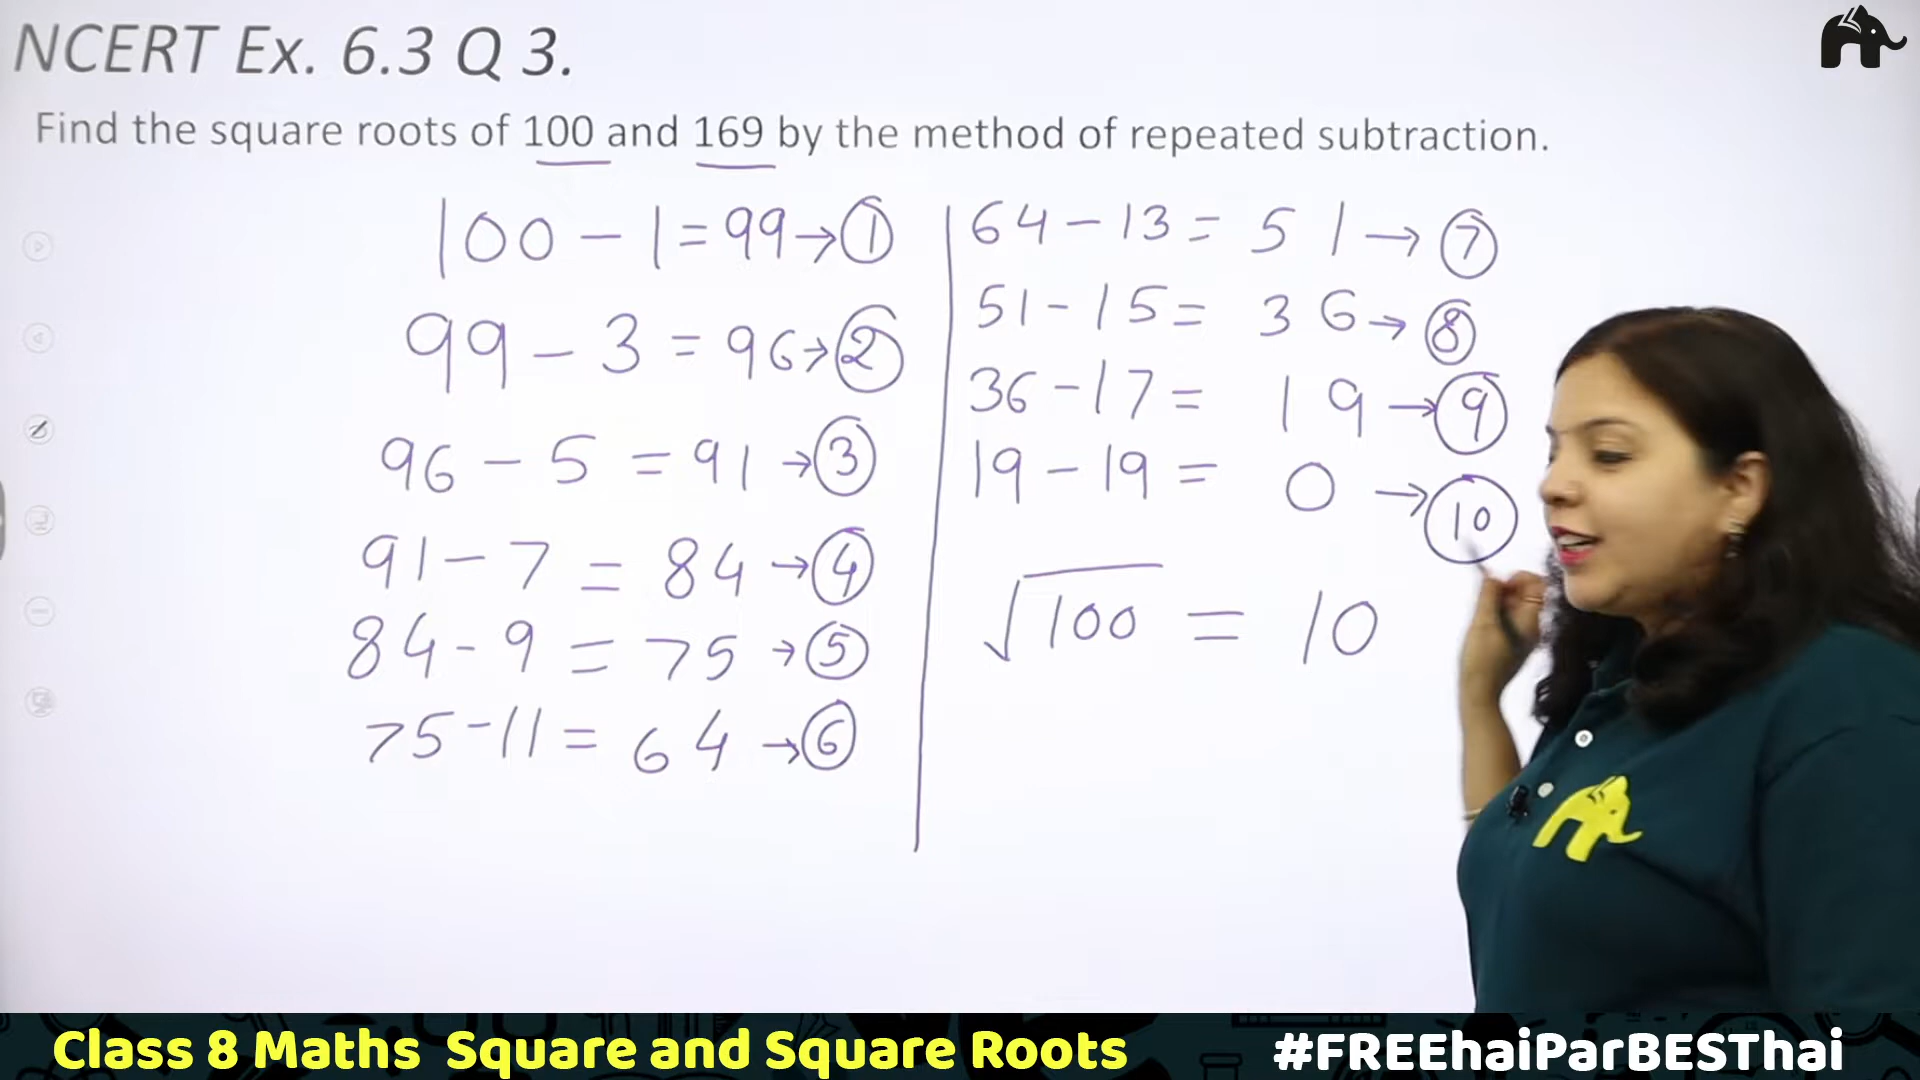 NCERT Ex. 6.3 Q 3.
Find the square roots of 100 and 169 by the method of repeated subtraction.
100 - 1 = 99 → 1
99 - 3 = 96 → 2
96 - 5 = 91 → 3
91 - 7 = 84 → 4
84 - 9 = 75 → 5
75 - 11 = 64 → 6
64 - 13 = 51 → 7
51 - 15 = 36 → 8
36 - 17 = 19 → 9
19 - 19 = 0 → 10
√100 = 10
Class 8 Maths Square and Square Roots
#FREEhaiParBESThai